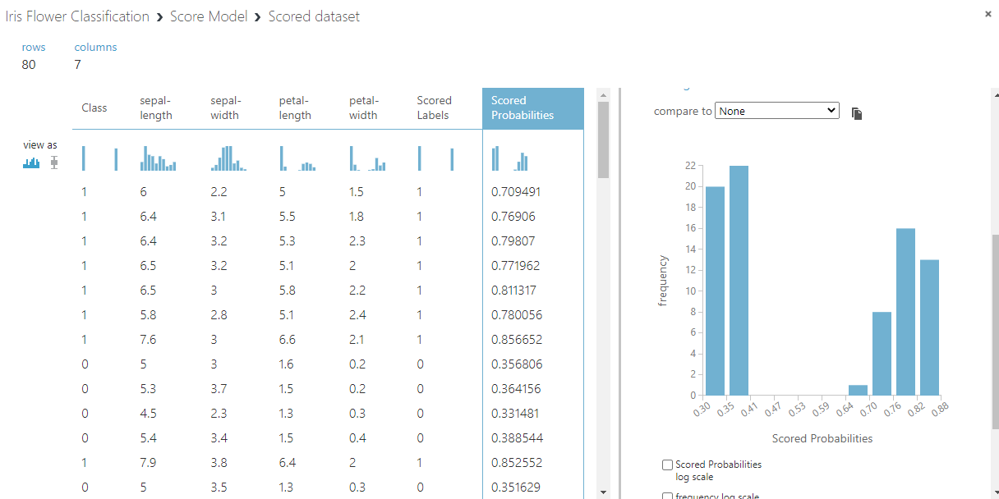 Iris Flower Classification › Score Model › Scored dataset ×
rows columns
80 7
Class sepal-length sepal-width petal-length petal-width Scored Labels Scored Probabilities
view as
1 6 2.2 5 1.5 1 0.709491
1 6.4 3.1 5.5 1.8 1 0.76906
1 6.4 3.2 5.3 2.3 1 0.79807
1 6.5 3.2 5.1 2 1 0.771962
1 6.5 3 5.8 2.2 1 0.811317
1 5.8 2.8 5.1 2.4 1 0.780056
1 7.6 3 6.6 2.1 1 0.856652
0 5 3 1.6 0.2 0 0.356806
0 5.3 3.7 1.5 0.2 0 0.364156
0 4.5 2.3 1.3 0.3 0 0.331481
0 5.4 3.4 1.5 0.4 0 0.388544
1 7.9 3.8 6.4 2 1 0.852552
0 5 3.5 1.3 0.3 0 0.351629
compare to None
22
20
18
16
14
12
10
8
6
4
2
0
frequency
0.30 0.35 0.41 0.47 0.53 0.59 0.64 0.70 0.76 0.82 0.88
Scored Probabilities
Scored Probabilities
log scale
frequency log scale